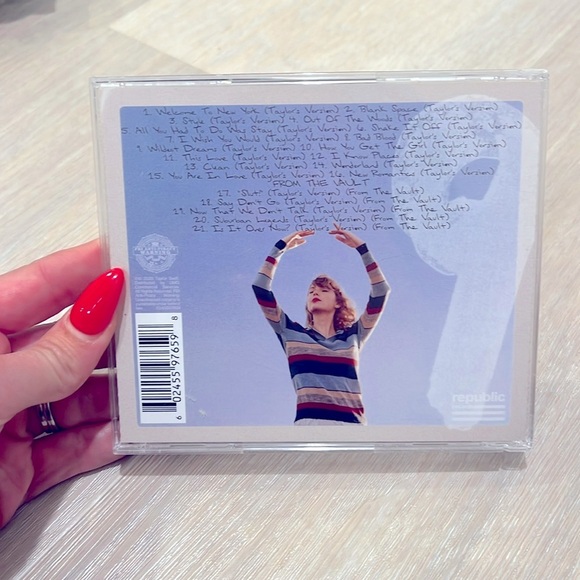 1. Welcome To New York (Taylor's Version) 2. Blank Space (Taylor's Version)
3. Style (Taylor's Version) 4. Out Of The Woods (Taylor's Version)
5. All You Had To Do Was Stay (Taylor's Version) 6. Shake It Off (Taylor's Version)
7. I Wish You Would (Taylor's Version) 8. Bad Blood (Taylor's Version)
9. Wildest Dreams (Taylor's Version) 10. How You Get The Girl (Taylor's Version)
11. This Love (Taylor's Version) 12. I Know Places (Taylor's Version)
13. Clean (Taylor's Version) 14. Wonderland (Taylor's Version)
15. You Are In Love (Taylor's Version) 16. New Romantics (Taylor's Version)
FROM THE VAULT
17. "Slut!" (Taylor's Version) (From The Vault)
18. Say Don't Go (Taylor's Version) (From The Vault)
19. Now That We Don't Talk (Taylor's Version) (From The Vault)
20. Suburban Legends (Taylor's Version) (From The Vault)
21. Is It Over Now? (Taylor's Version) (From The Vault)
WARNING
6 02455 97659 8
republic